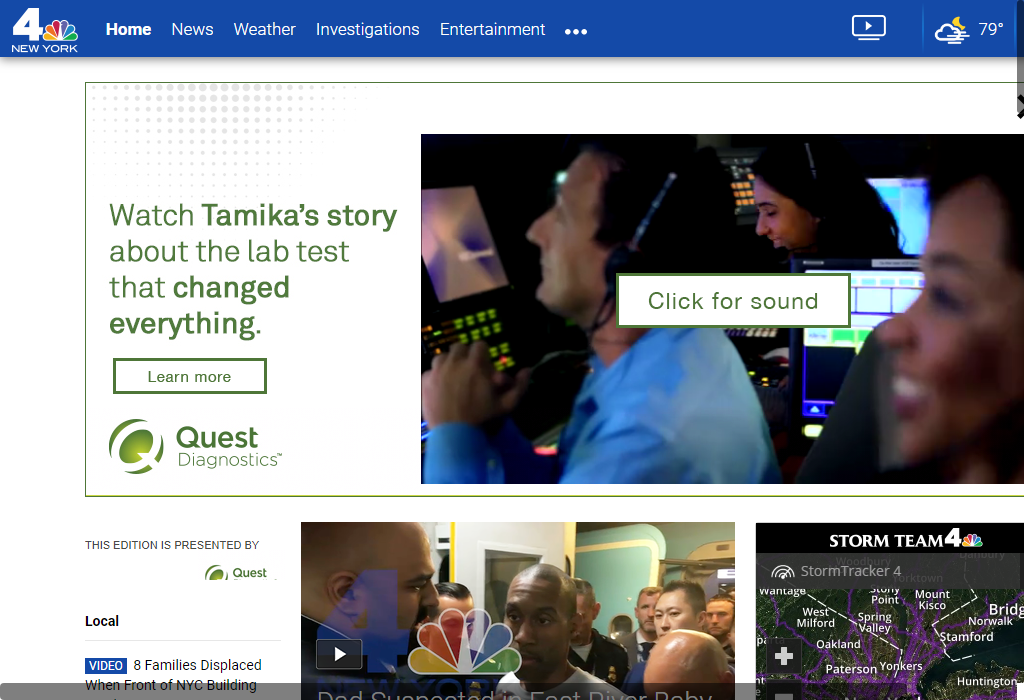 4
NEW YORK
Home News Weather Investigations Entertainment ••• 79°
Watch Tamika's story
about the lab test
that changed
everything.
Click for sound
Learn more
Quest
Diagnostics™
THIS EDITION IS PRESENTED BY
Quest
Local
VIDEO 8 Families Displaced
When Front of NYC Building
Dad Suspected in East River Baby
STORM TEAM 4
StormTracker 4
Woodbury
Danbury
Yorktown
Wantage
Stony
Point
Mount
Kisco
West
Milford
Spring
Valley
Bridg
Norwalk
Stamford
Oakland
Paterson
Yonkers
Huntington